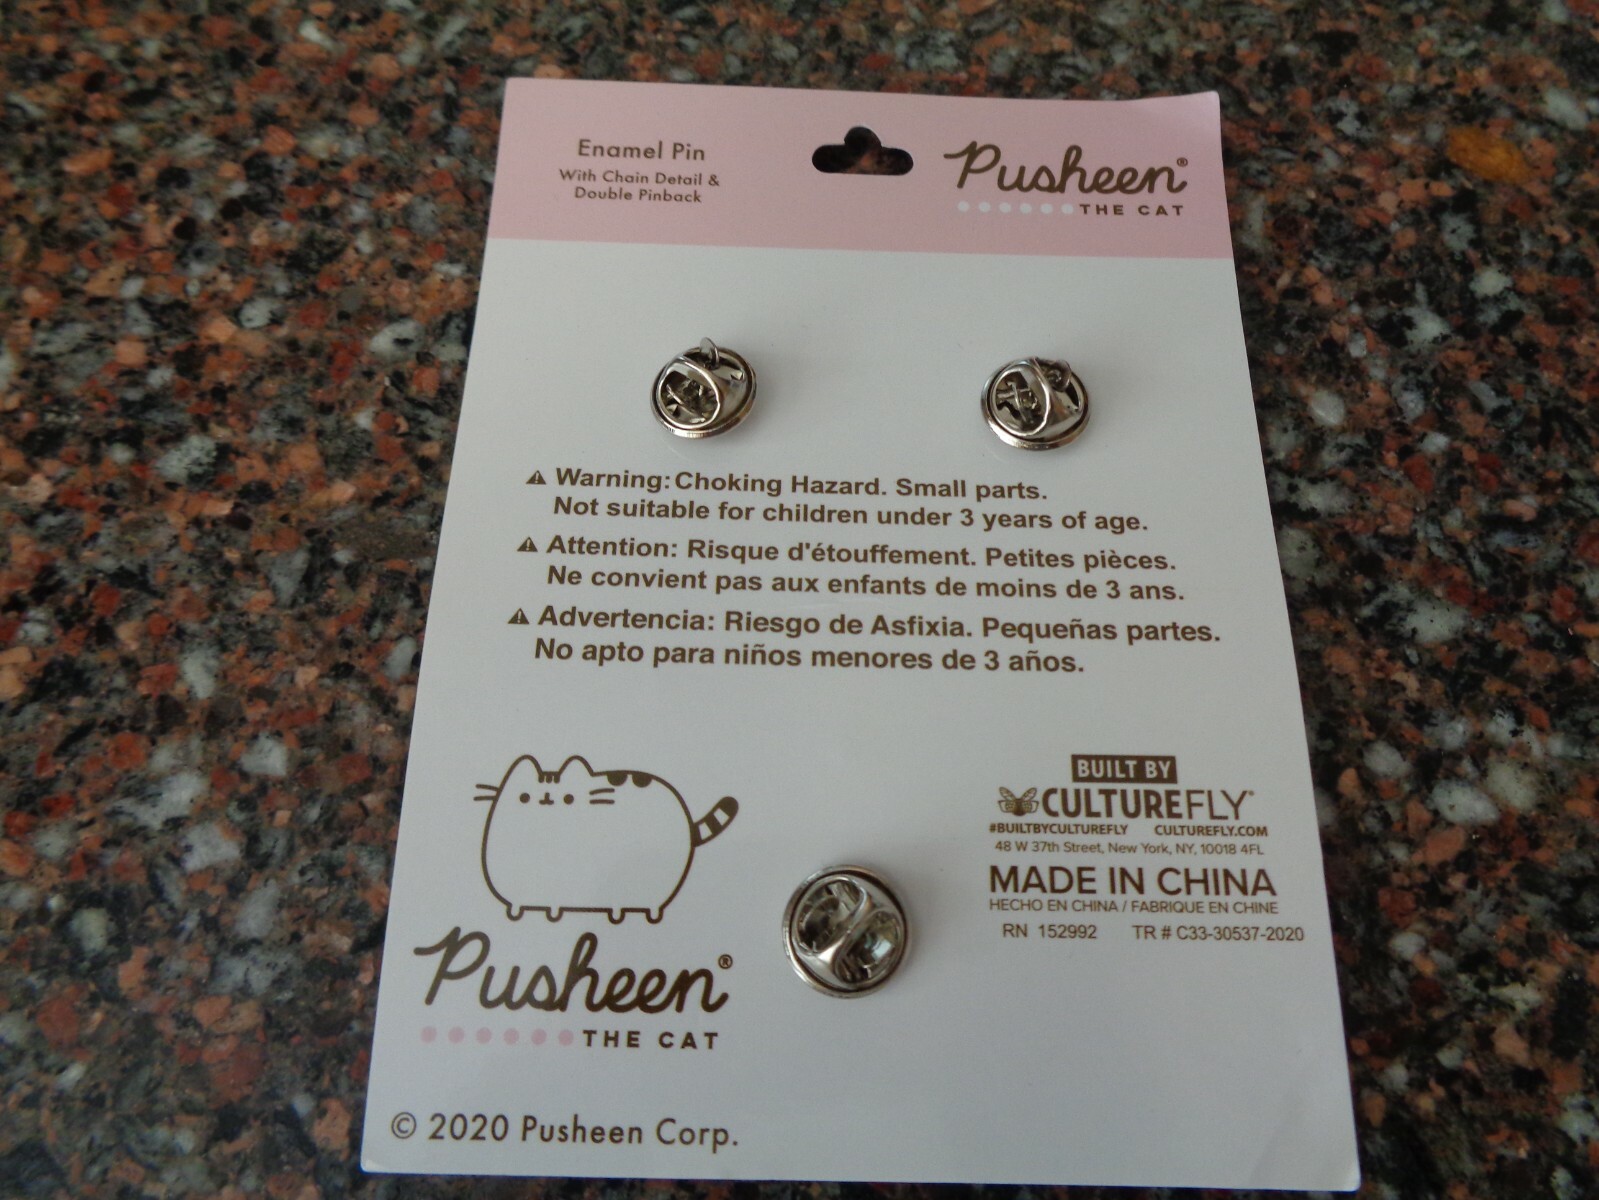 Enamel Pin
With Chain Detail &
Double Pinback
Pusheen®
THE CAT
Warning: Choking Hazard. Small parts.
Not suitable for children under 3 years of age.
Attention: Risque d'étouffement. Petites pièces.
Ne convient pas aux enfants de moins de 3 ans.
Advertencia: Riesgo de Asfixia. Pequeñas partes.
No apto para niños menores de 3 años.
Pusheen®
THE CAT
© 2020 Pusheen Corp.
BUILT BY
CULTUREFLY®
#BUILTBYCULTUREFLY CULTUREFLY.COM
48 W 37th Street, New York, NY, 10018 4FL
MADE IN CHINA
HECHO EN CHINA / FABRIQUE EN CHINE
RN 152992 TR # C33-30537-2020